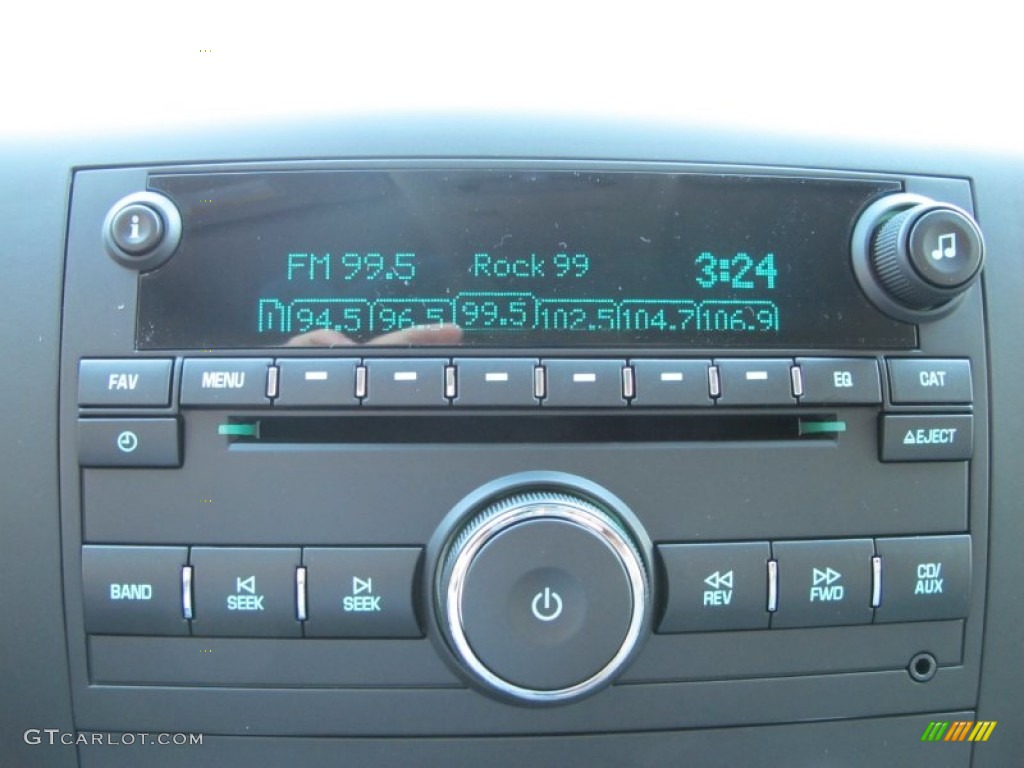 FM 99.5 Rock 99 3:24
94.5 96.5 99.5 102.5 104.7 106.9
FAV MENU EQ CAT
EJECT
BAND SEEK SEEK REV FWD CD/
AUX
GTCARLOT.COM